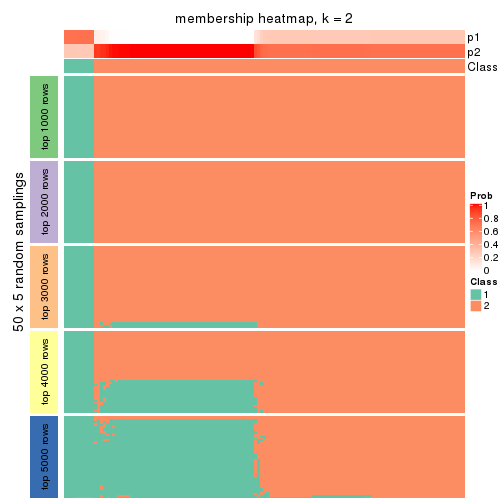 membership heatmap, k = 2
p1
p2
Class
50 x 5 random samplings
top 1000 rows
top 2000 rows
top 3000 rows
top 4000 rows
top 5000 rows
Prob
1
0.8
0.6
0.4
0.2
0
Class
1
2